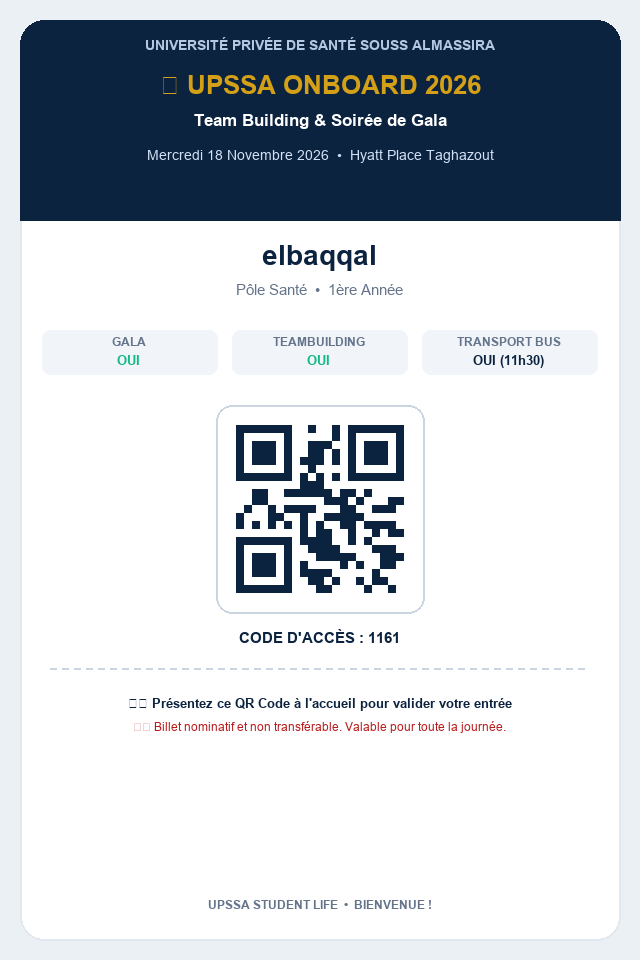 UNIVERSITÉ PRIVÉE DE SANTÉ SOUSS ALMASSIRA
UPSSA ONBOARD 2026
Team Building & Soirée de Gala
Mercredi 18 Novembre 2026 • Hyatt Place Taghazout
elbaqqal
Pôle Santé • 1ère Année
GALA
OUI
TEAMBUILDING
OUI
TRANSPORT BUS
OUI (11h30)
CODE D'ACCÈS : 1161
Présentez ce QR Code à l'accueil pour valider votre entrée
Billet nominatif et non transférable. Valable pour toute la journée.
UPSSA STUDENT LIFE • BIENVENUE !